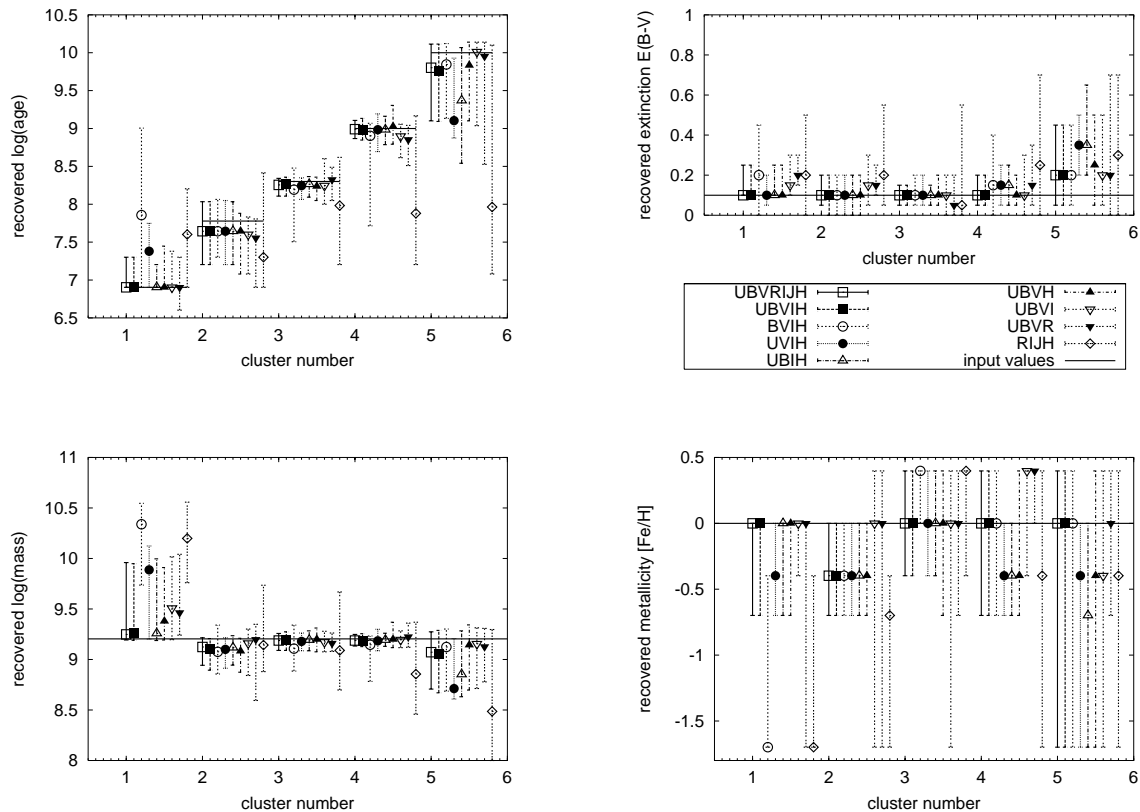 10.5
10
9.5
9
8.5
8
7.5
7
6.5
1 2 3 4 5 6
recovered log(age)
cluster number
1
0.8
0.6
0.4
0.2
0
1 2 3 4 5 6
recovered extinction E(B-V)
cluster number
UBVRIJH
UBVIH
BVIH
UVIH
UBIH
UBVH
UBVI
UBVR
RIJH
input values
11
10.5
10
9.5
9
8.5
8
1 2 3 4 5 6
recovered log(mass)
cluster number
0.5
0
-0.5
-1
-1.5
1 2 3 4 5 6
recovered metallicity [Fe/H]
cluster number